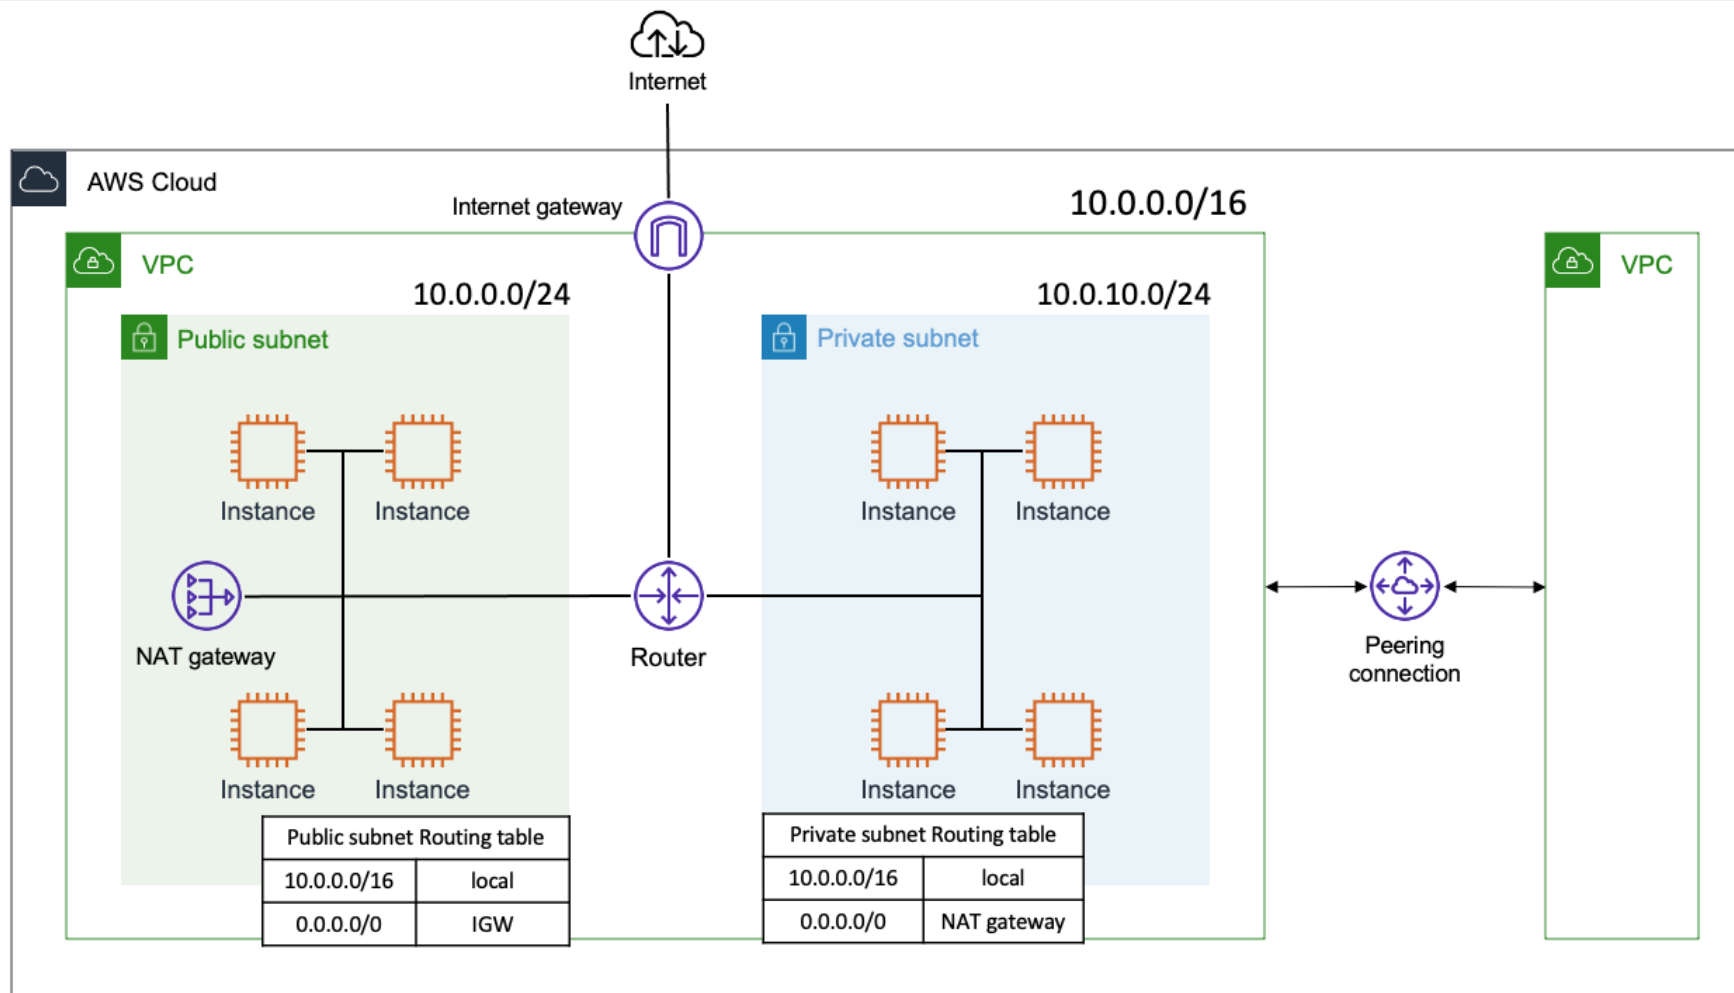 Internet
AWS Cloud
Internet gateway
10.0.0.0/16
VPC
VPC
10.0.0.0/24
10.0.10.0/24
Public subnet
Private subnet
Instance
Instance
Instance
Instance
NAT gateway
Router
Peering
connection
Instance
Instance
Instance
Instance
Public subnet Routing table
10.0.0.0/16 local
0.0.0.0/0 IGW
Private subnet Routing table
10.0.0.0/16 local
0.0.0.0/0 NAT gateway